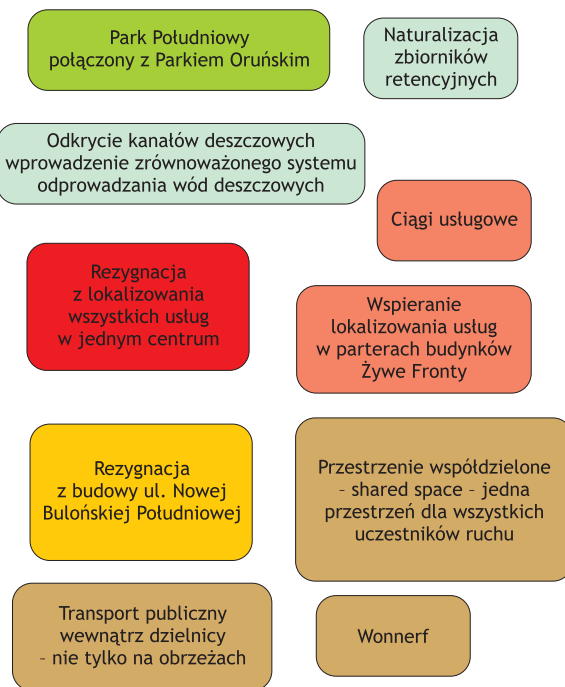 Park Południowy
połączony z Parkiem Oruńskim
Naturalizacja
zbiorników
retencyjnych
Odkrycie kanałów deszczowych
wprowadzenie zrównoważonego systemu
odprowadzania wód deszczowych
Ciągi usługowe
Rezygnacja
z lokalizowania
wszystkich usług
w jednym centrum
Wspieranie
lokalizowania usług
w parterach budynków
Żywe Fronty
Rezygnacja
z budowy ul. Nowej
Bulońskiej Południowej
Przestrzenie współdzielone
– shared space – jedna
przestrzeń dla wszystkich
uczestników ruchu
Transport publiczny
wewnątrz dzielnicy
– nie tylko na obrzeżach
Wonnerf